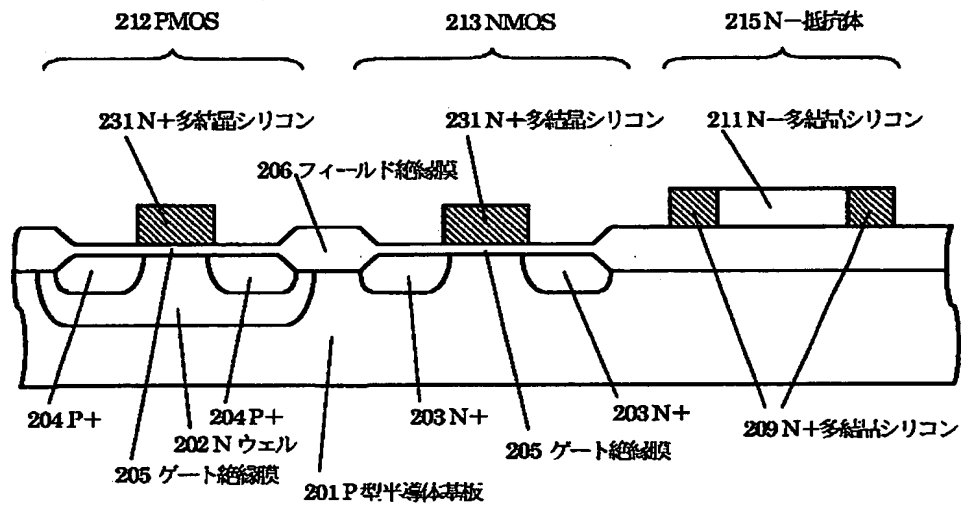 212 PMOS
213 NMOS
215 N−抵抗体
231 N+多結晶シリコン
231 N+多結晶シリコン
211 N−多結晶シリコン
206 フィールド絶縁膜
204 P+
204 P+
203 N+
203 N+
202 N ウェル
209 N+多結晶シリコン
205 ゲート絶縁膜
205 ゲート絶縁膜
201 P 型半導体基板